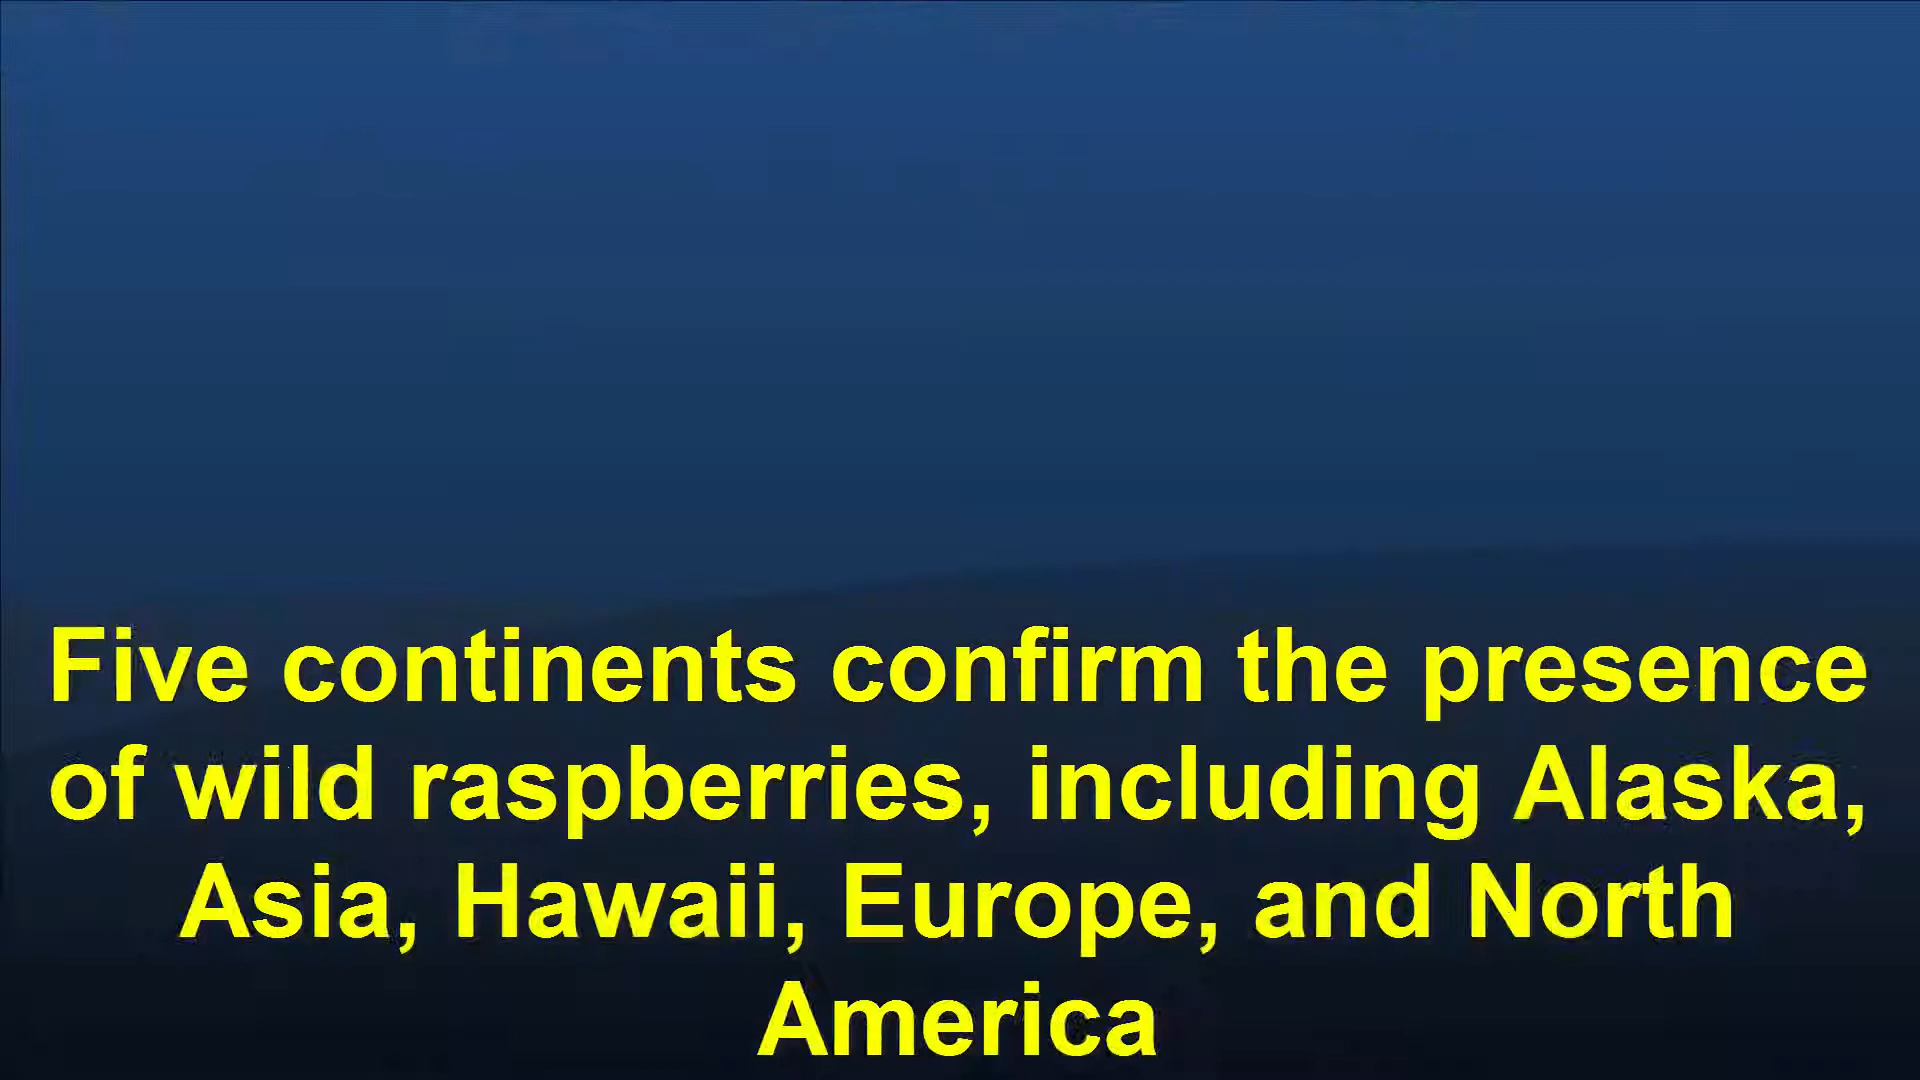 Five continents confirm the presence
of wild raspberries, including Alaska,
Asia, Hawaii, Europe, and North
America